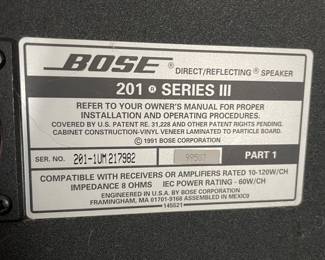 BOSE DIRECT/REFLECTING® SPEAKER
201 ® SERIES III
REFER TO YOUR OWNER'S MANUAL FOR PROPER
INSTALLATION AND OPERATING PROCEDURES.
COVERED BY U.S. PATENT RE. 31,228 AND OTHER PATENT RIGHTS PENDING.
CABINET CONSTRUCTION-VINYL VENEER LAMINATED TO PARTICLE BOARD.
© 1991 BOSE CORPORATION
SER. NO. 201-1UM 217982 PART 1
COMPATIBLE WITH RECEIVERS OR AMPLIFIERS RATED 10-120W/CH
IMPEDANCE 8 OHMS IEC POWER RATING - 60W/CH
ENGINEERED IN U.S.A. BY BOSE CORPORATION
FRAMINGHAM, MA 01701-9168 ASSEMBLED IN MEXICO
145521